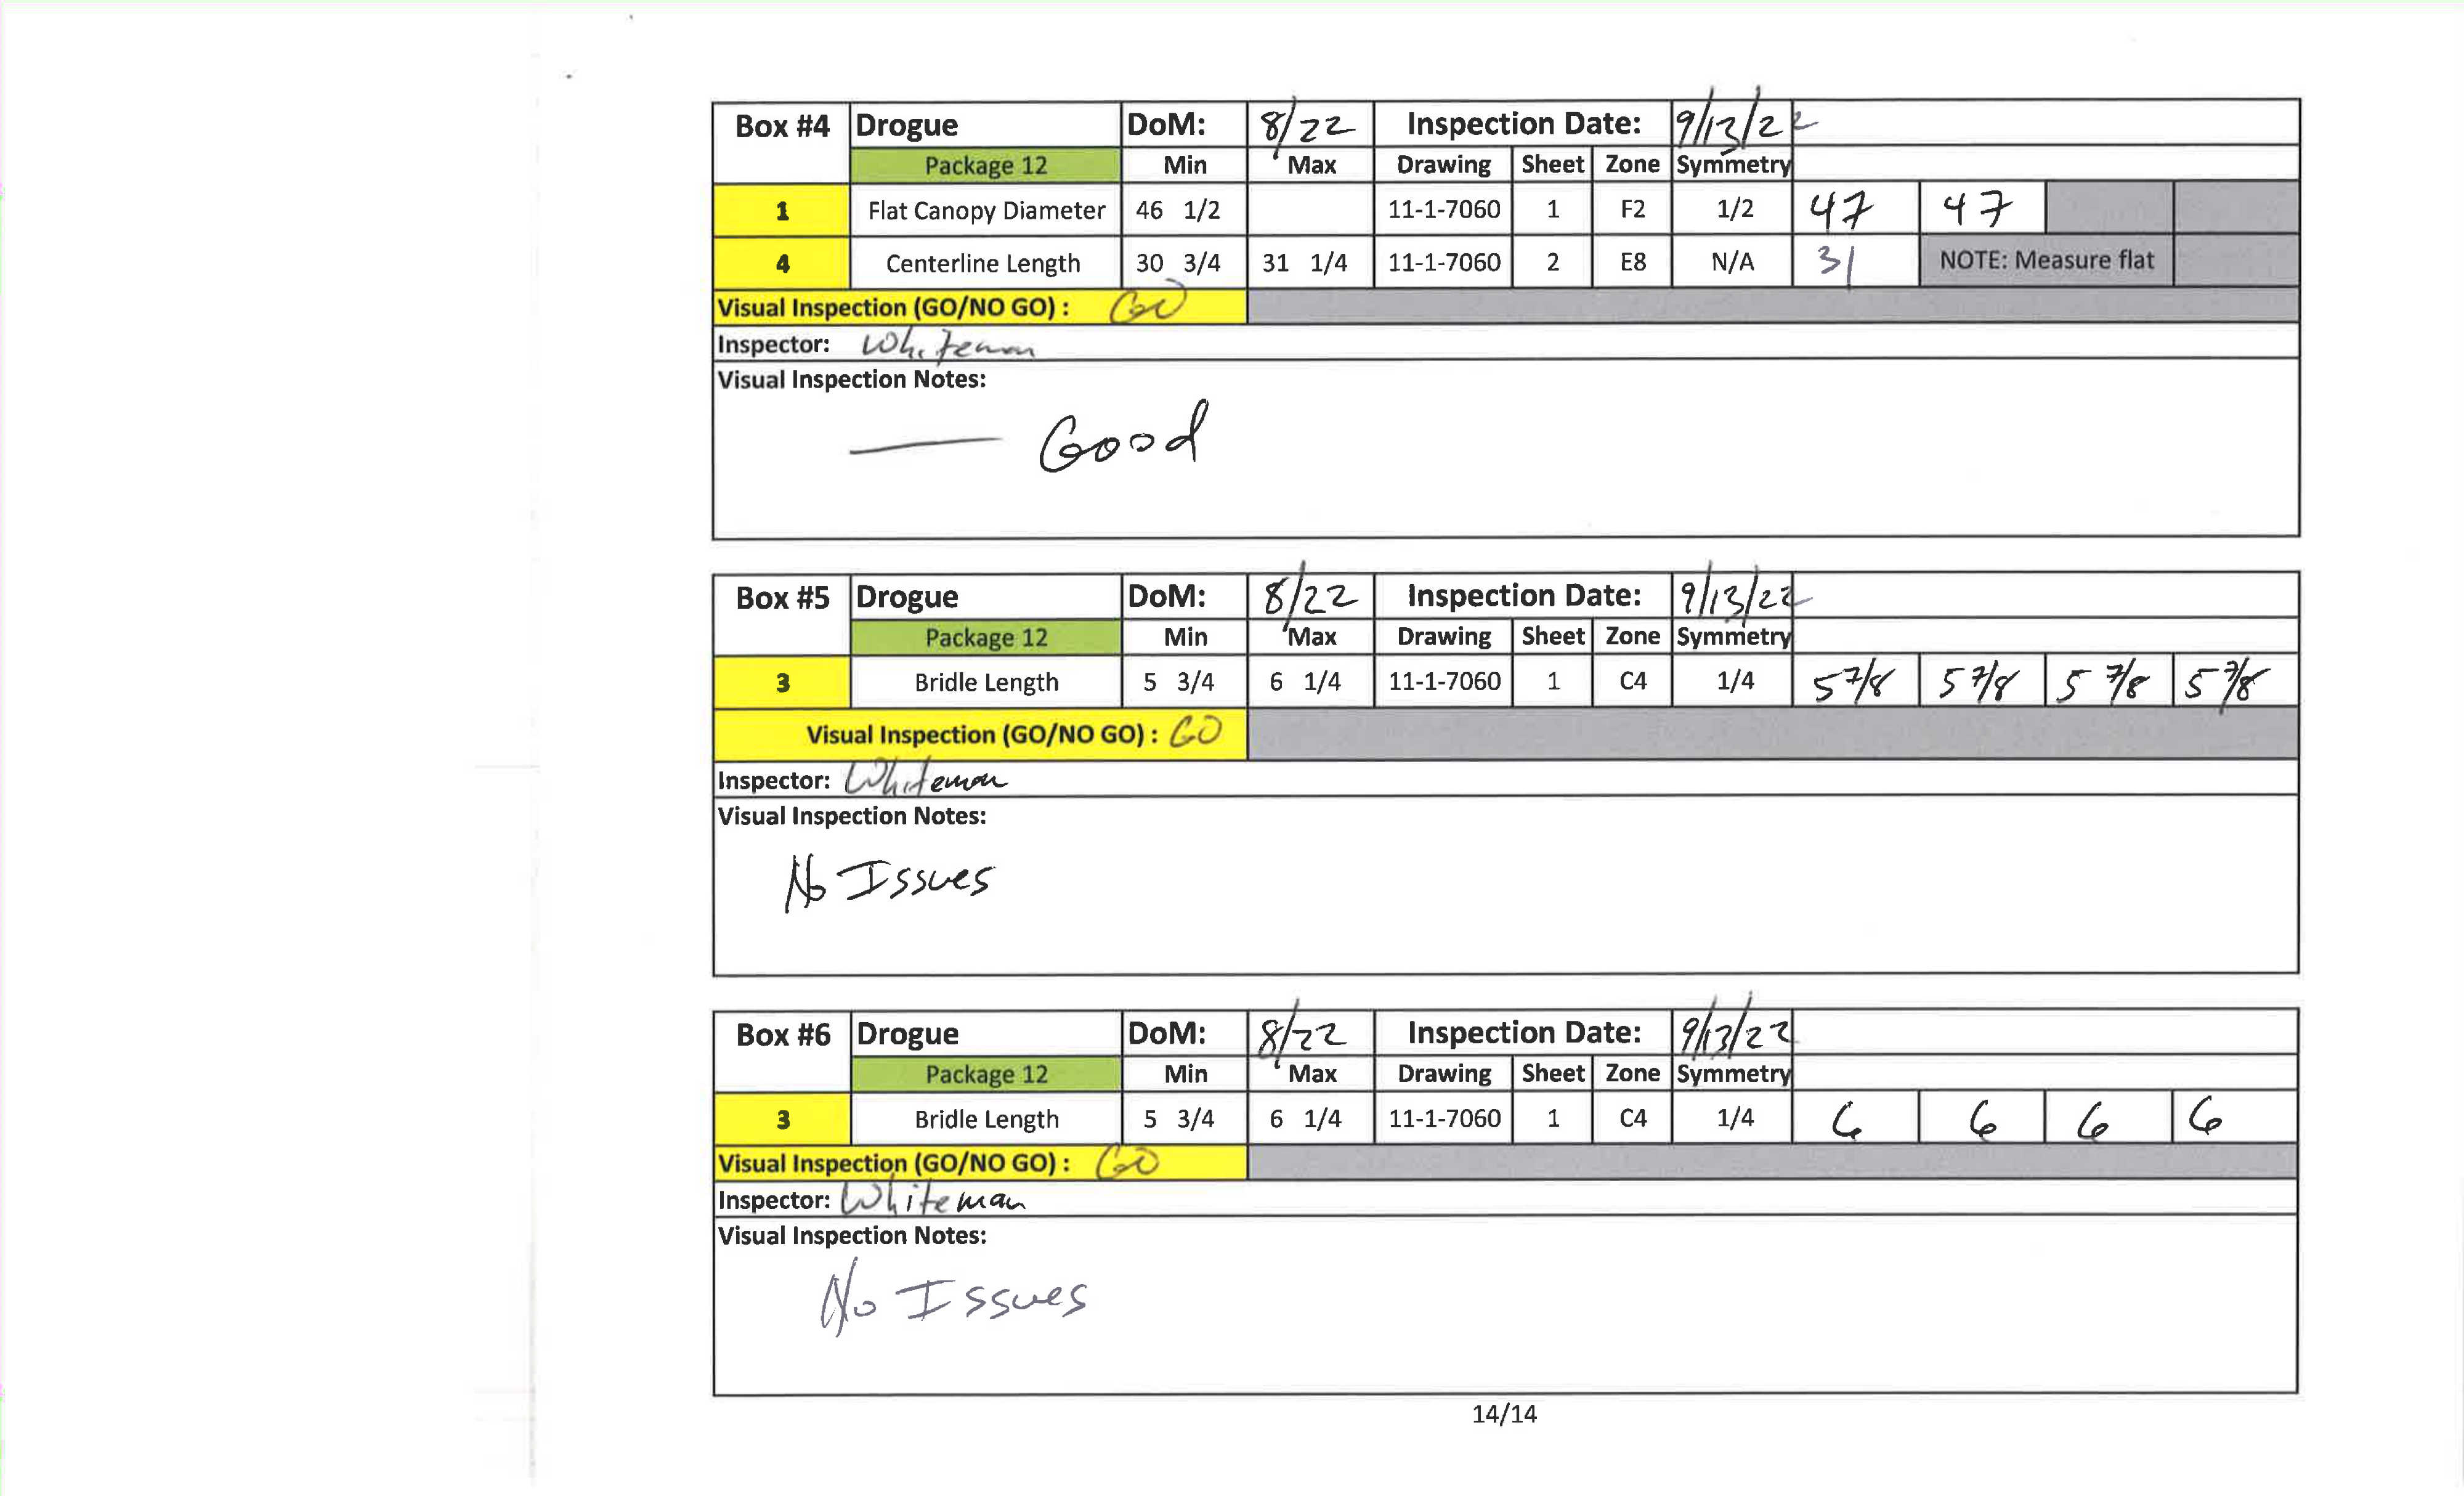 Box #4 Drogue DoM: 8/22 Inspection Date: 9/13/22
Package 12 Min Max Drawing Sheet Zone Symmetry
1 Flat Canopy Diameter 46 1/2 11-1-7060 1 F2 1/2 47 47
4 Centerline Length 30 3/4 31 1/4 11-1-7060 2 E8 N/A 31 NOTE: Measure flat
Visual Inspection (GO/NO GO) : GO
Inspector: Whiteman
Visual Inspection Notes:
— Good
Box #5 Drogue DoM: 8/22 Inspection Date: 9/13/22
Package 12 Min Max Drawing Sheet Zone Symmetry
3 Bridle Length 5 3/4 6 1/4 11-1-7060 1 C4 1/4 5 7/8 5 7/8 5 7/8 5 7/8
Visual Inspection (GO/NO GO) : GO
Inspector: Whiteman
Visual Inspection Notes:
No Issues
Box #6 Drogue DoM: 8/22 Inspection Date: 9/13/22
Package 12 Min Max Drawing Sheet Zone Symmetry
3 Bridle Length 5 3/4 6 1/4 11-1-7060 1 C4 1/4 6 6 6 6
Visual Inspection (GO/NO GO) : GO
Inspector: Whiteman
Visual Inspection Notes:
No Issues
14/14